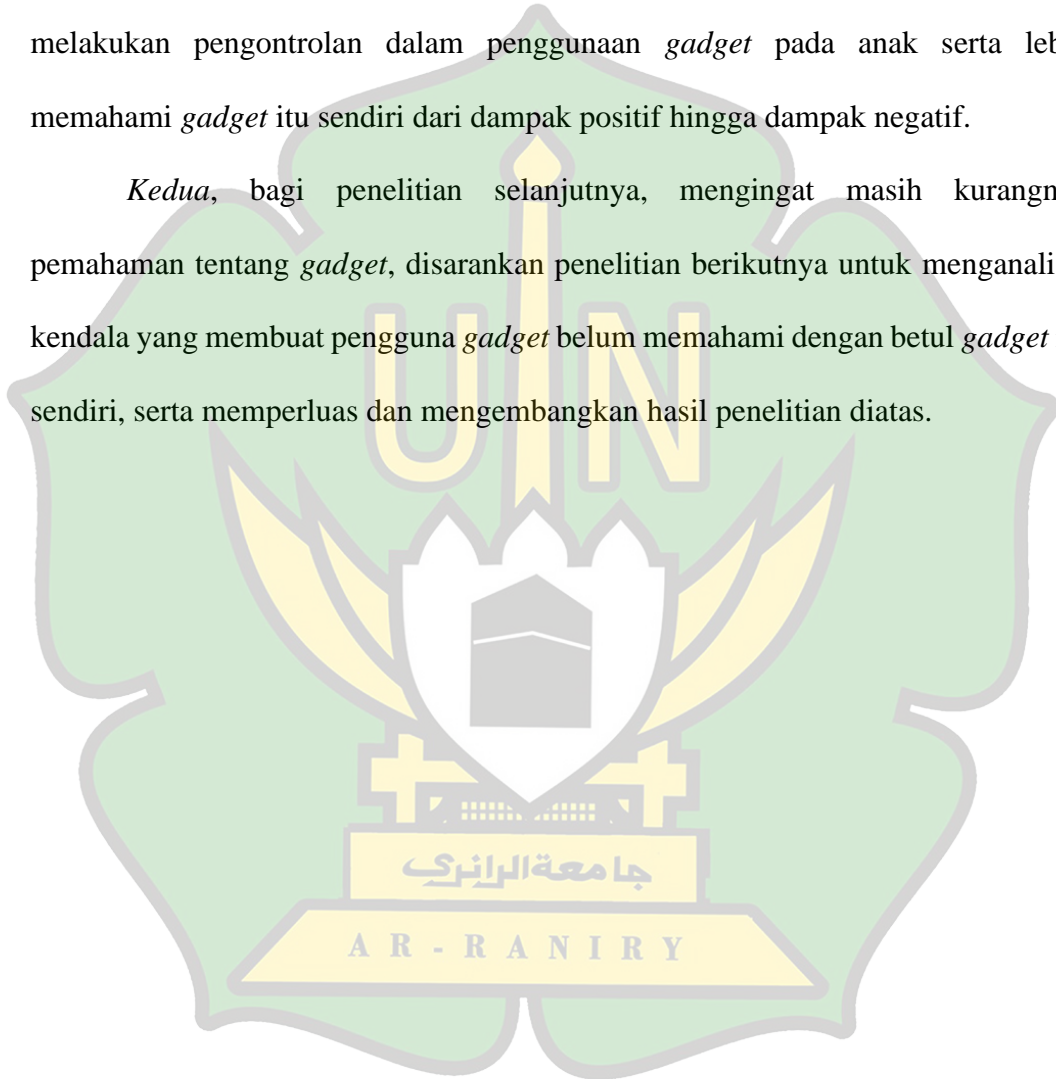 melakukan pengontrolan dalam penggunaan gadget pada anak serta leb
memahami gadget itu sendiri dari dampak positif hingga dampak negatif.
Kedua, bagi penelitian selanjutnya, mengingat masih kurangn
pemahaman tentang gadget, disarankan penelitian berikutnya untuk menganali
kendala yang membuat pengguna gadget belum memahami dengan betul gadget
sendiri, serta memperluas dan mengembangkan hasil penelitian diatas.
UIN
جامعة الرانري
AR-RANIRY